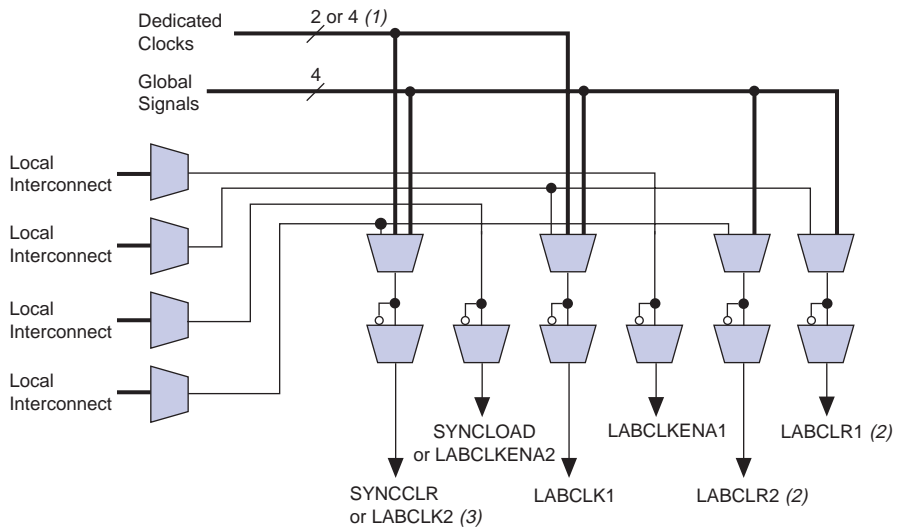 Dedicated
Clocks
2 or 4 (1)
Global
Signals
4
Local
Interconnect
Local
Interconnect
Local
Interconnect
Local
Interconnect
SYNCLOAD
or LABCLKENA2
LABCLKENA1
LABCLR1 (2)
SYNCCLR
or LABCLK2 (3)
LABCLK1
LABCLR2 (2)